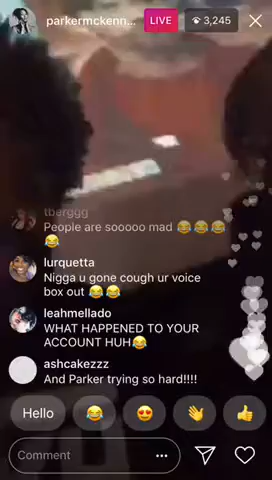 parkermckenn...
LIVE
3,245
tbarggg
People are sooooo mad 😂😂😂
😂
lurquetta
Nigga u gone cough ur voice
box out 😂😂
leahmellado
WHAT HAPPENED TO YOUR
ACCOUNT HUH😂
ashcakezzz
And Parker trying so hard!!!!
Hello
Comment